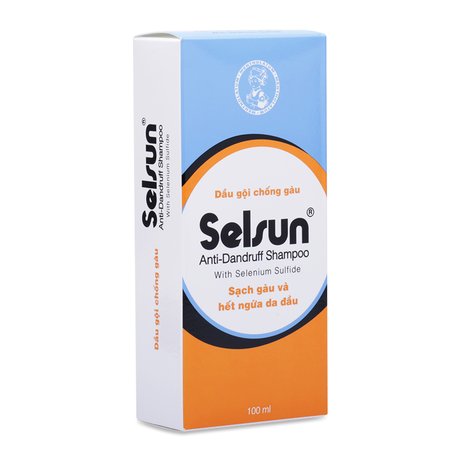 Dầu gội chống gàu
Selsun®
Anti-Dandruff Shampoo
With Selenium Sulfide
Sạch gàu và
hết ngứa da đầu
100 ml
Dầu gội chống gàu
Selsun®
Anti-Dandruff Shampoo
With Selenium Sulfide